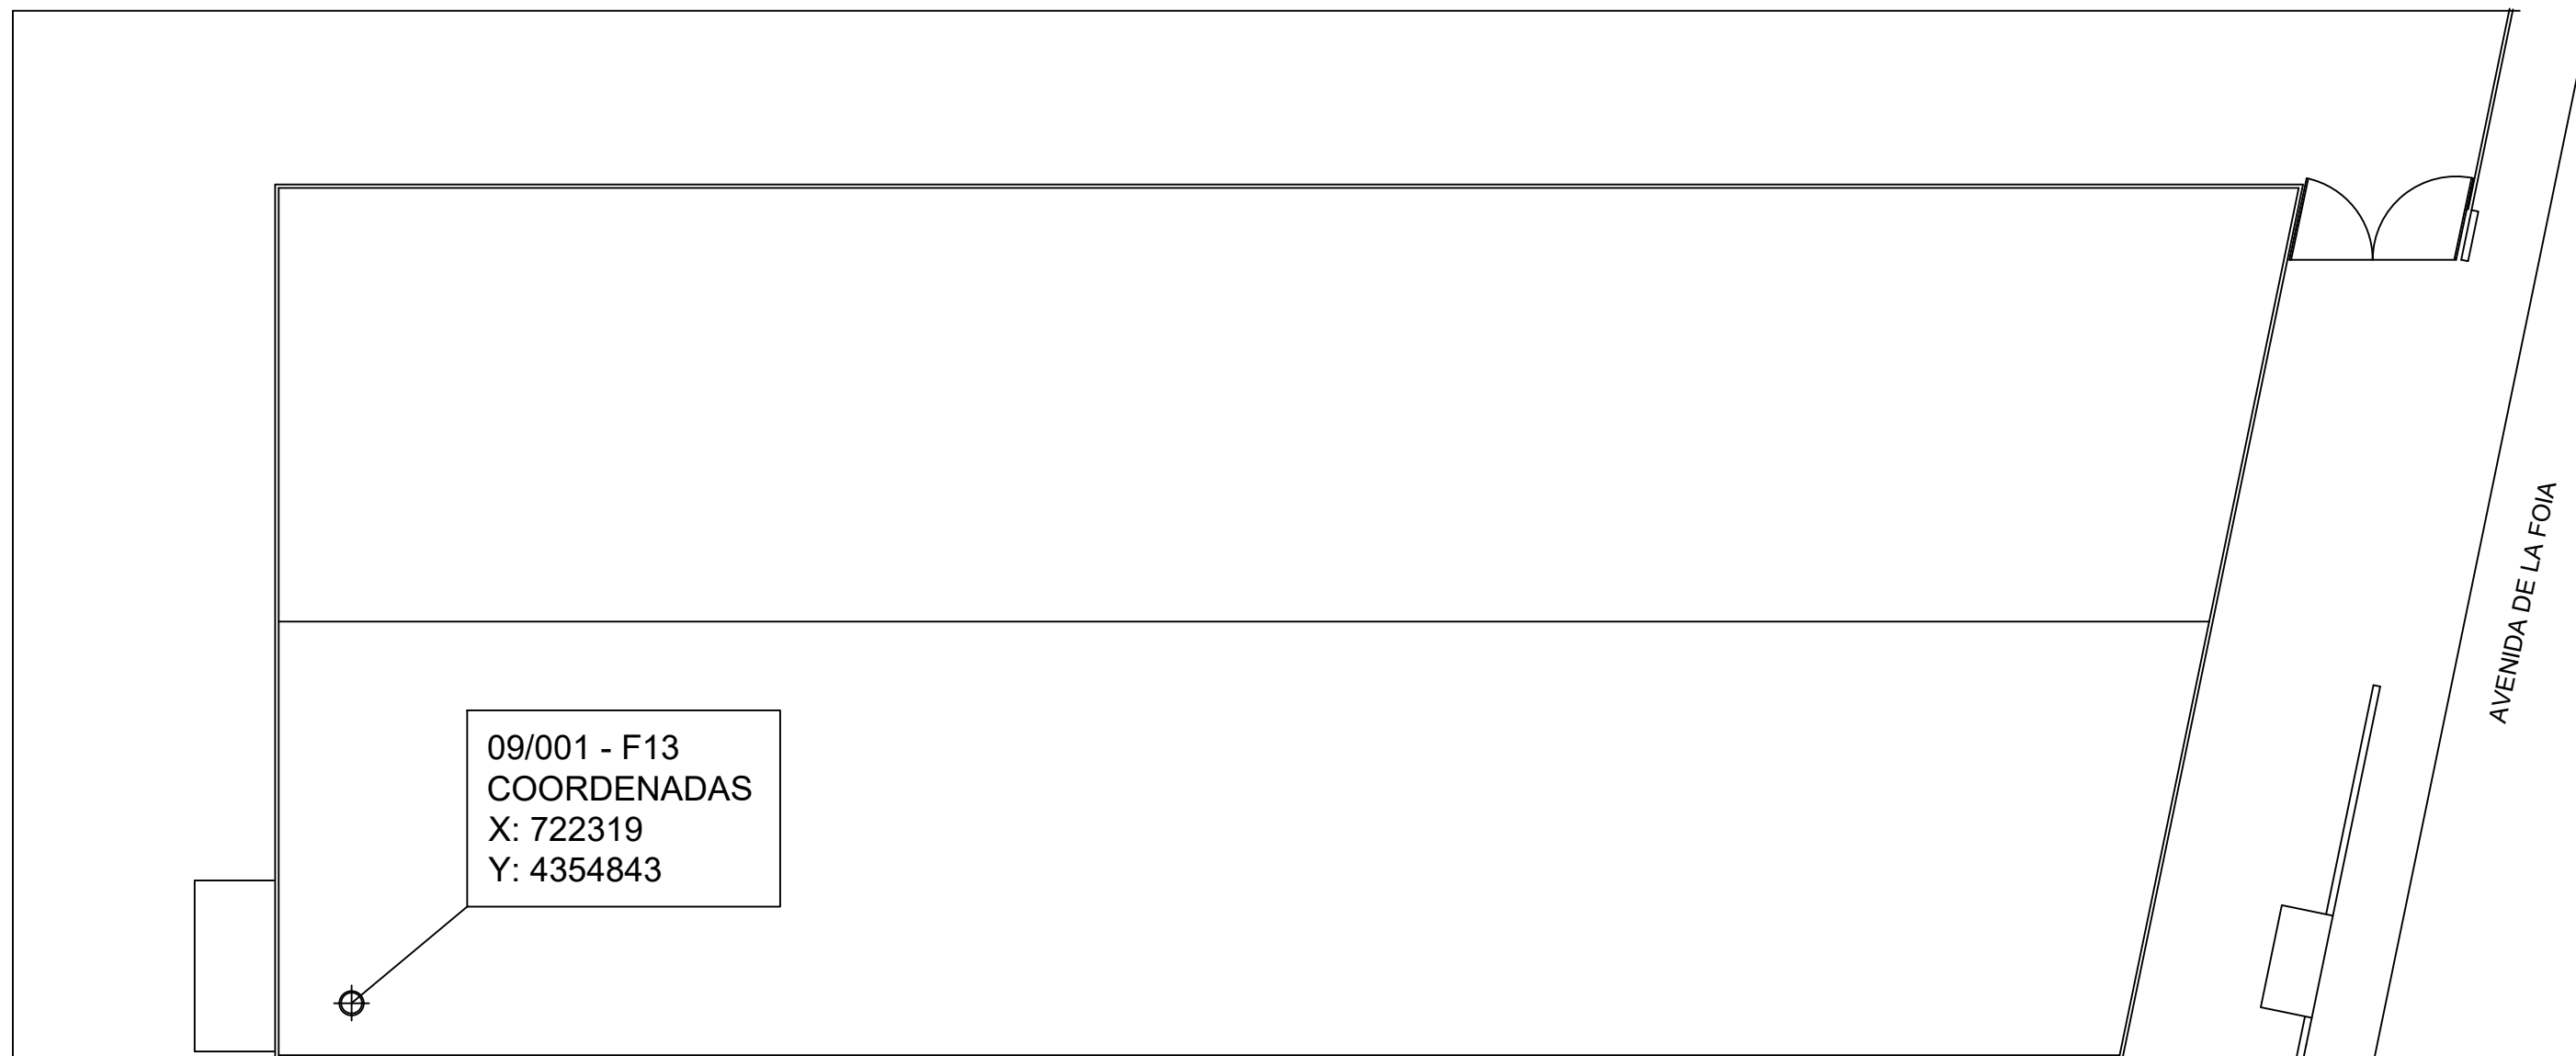 AVENIDA DE LA FOIA
09/001 - F13
COORDENADAS
X: 722319
Y: 4354843